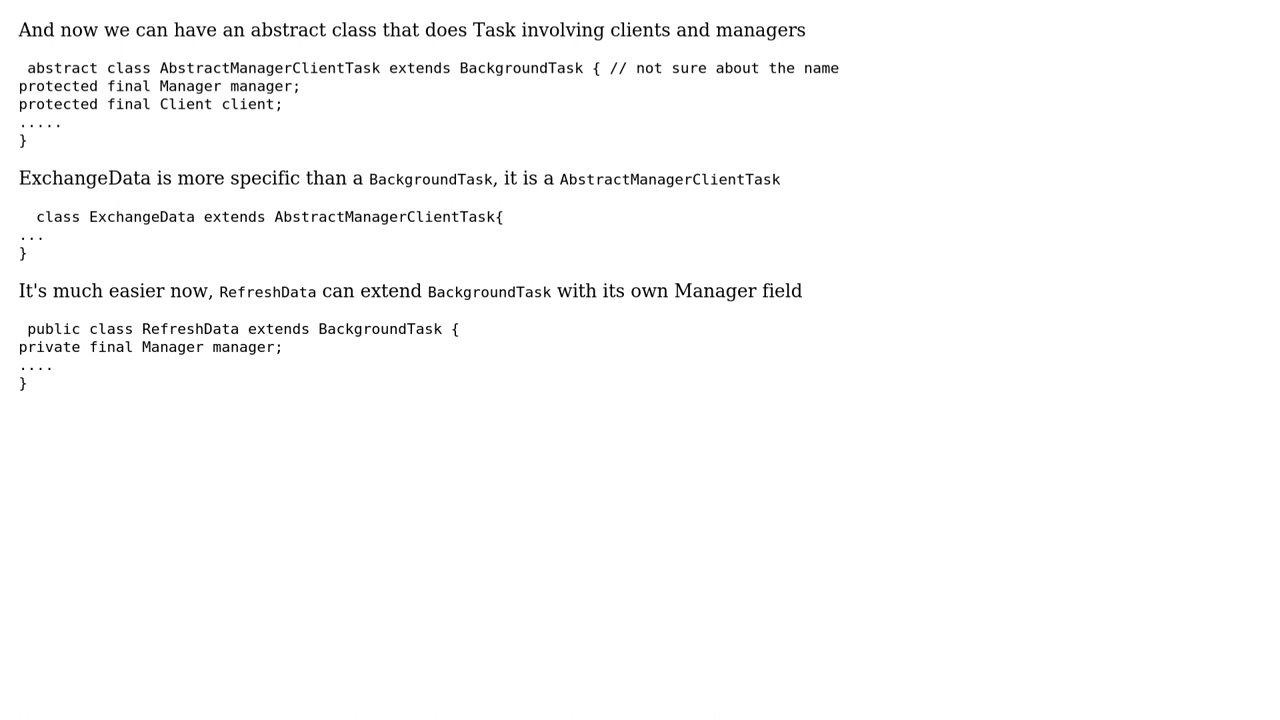 And now we can have an abstract class that does Task involving clients and managers
abstract class AbstractManagerClientTask extends BackgroundTask { // not sure about the name
protected final Manager manager;
protected final Client client;
.....
}
ExchangeData is more specific than a BackgroundTask, it is a AbstractManagerClientTask
class ExchangeData extends AbstractManagerClientTask{
...
}
It's much easier now, RefreshData can extend BackgroundTask with its own Manager field
public class RefreshData extends BackgroundTask {
private final Manager manager;
....
}